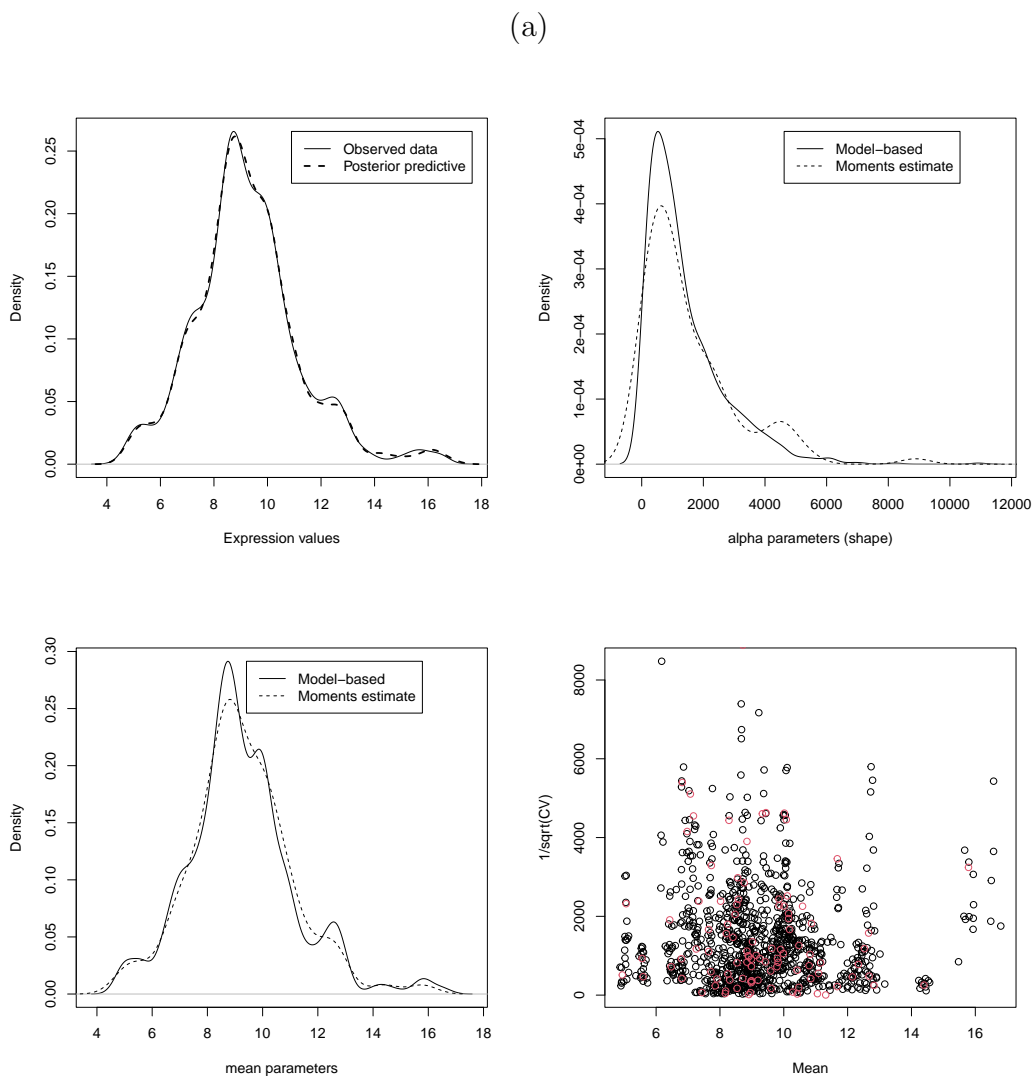 (a)
Observed data
Posterior predictive
0.00 0.05 0.10 0.15 0.20 0.25
Density
4 6 8 10 12 14 16 18
Expression values
Model−based
Moments estimate
0e+00 1e−04 2e−04 3e−04 4e−04 5e−04
Density
0 2000 4000 6000 8000 10000 12000
alpha parameters (shape)
Model−based
Moments estimate
0.00 0.05 0.10 0.15 0.20 0.25 0.30
Density
4 6 8 10 12 14 16 18
mean parameters
0 2000 4000 6000 8000
1/sqrt(CV)
6 8 10 12 14 16
Mean